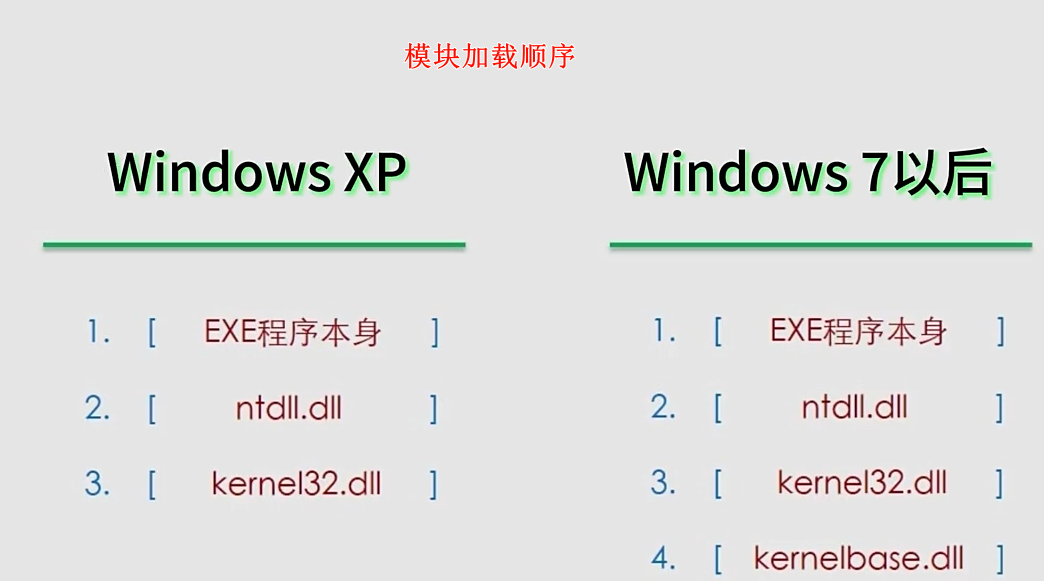 模块加载顺序
Windows XP
1. [ EXE程序本身 ]
2. [ ntdll.dll ]
3. [ kernel32.dll ]
Windows 7以后
1. [ EXE程序本身 ]
2. [ ntdll.dll ]
3. [ kernel32.dll ]
4. [ kernelbase.dll ]